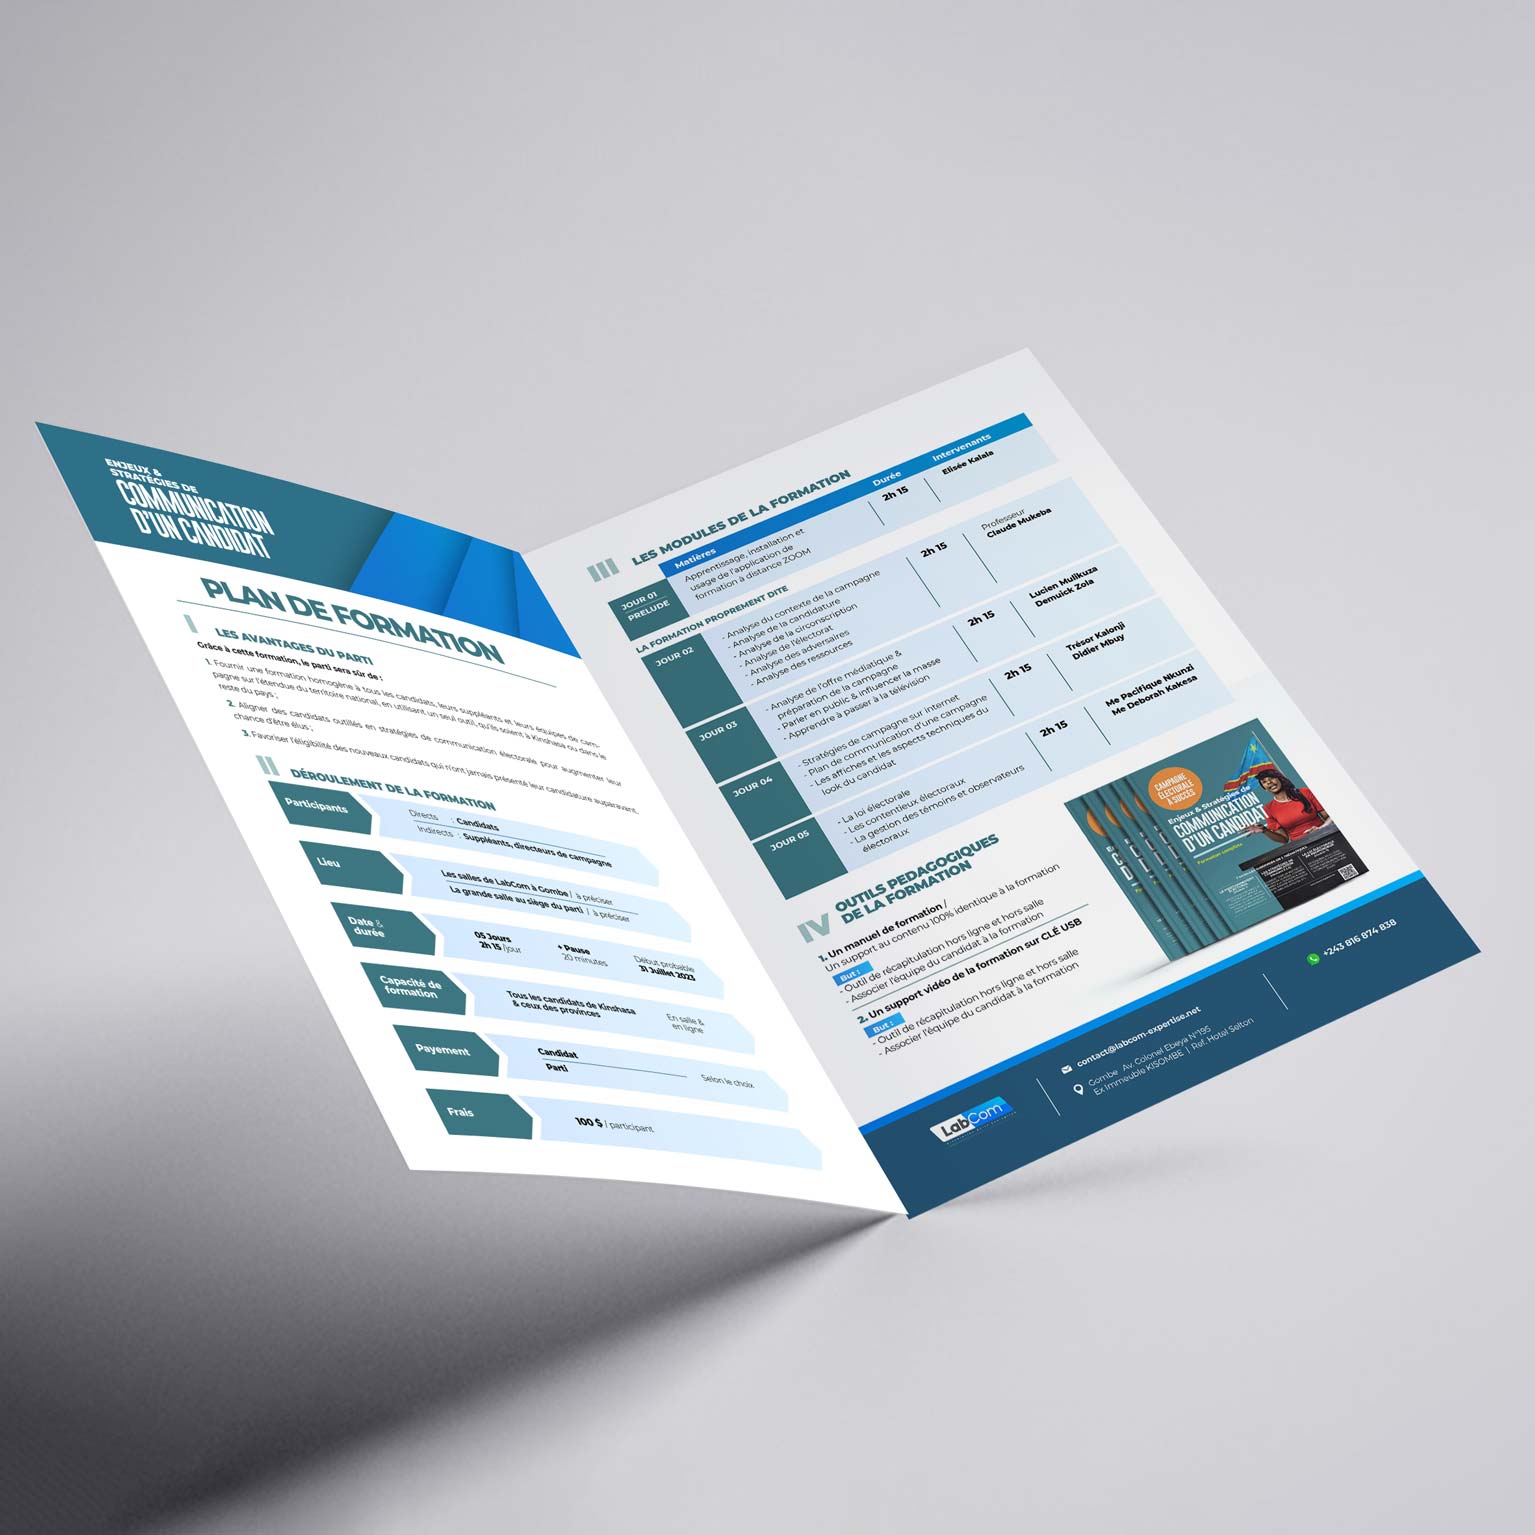 ENJEUX &
STRATÉGIES DE
COMMUNICATION
D'UN CANDIDAT
PLAN DE FORMATION
I LES AVANTAGES DU PARTI
Grâce à cette formation, le parti sera sûr de :
1. Fournir une formation homogène à tous les candidats, leurs suppléants et leurs équipes de cam-
pagne sur l'étendue du territoire national, en utilisant un seul outil, qu'ils soient à Kinshasa ou dans le
reste du pays ;
2. Aligner des candidats outillés en stratégies de communication électorale pour augmenter leur
chance d'être élus ;
3. Favoriser l'éligibilité des nouveaux candidats qui n'ont jamais présenté leur candidature auparavant.
II DÉROULEMENT DE LA FORMATION
Participants
Directs : Candidats
Indirects : Suppléants, directeurs de campagne
Lieu
Les salles de LabCom à Gombe / à préciser
La grande salle au siège du parti / à préciser
Date &
durée
05 Jours
2h 15 /jour
+ Pause
20 minutes
Début probable
31 Juillet 2023
Capacité de
formation
Tous les candidats de Kinshasa
& ceux des provinces
En salle &
en ligne
Payement
Candidat
Parti
Selon le choix
Frais
100 $ / participant
III LES MODULES DE LA FORMATION
Matières Durée Intervenants
JOUR 01
PRELUDE
Apprentissage, installation et
usage de l'application de
formation à distance ZOOM
2h 15
Elisée Kalala
LA FORMATION PROPREMENT DITE
JOUR 02
- Analyse du contexte de la campagne
- Analyse de la candidature
- Analyse de la circonscription
- Analyse de l'électorat
- Analyse des adversaires
- Analyse des ressources
2h 15
Professeur
Claude Mukeba
JOUR 03
- Analyse de l'offre médiatique &
préparation de la campagne
- Parler en public & influencer la masse
- Apprendre à passer à la télévision
2h 15
Lucien Mulikuza
Demuick Zola
JOUR 04
- Stratégies de campagne sur internet
- Plan de communication d'une campagne
- Les affiches et les aspects techniques du
look du candidat
2h 15
Trésor Kalonji
Didier Mbuy
JOUR 05
- La loi électorale
- Les contentieux électoraux
- La gestion des témoins et observateurs
électoraux
2h 15
Me Pacifique Nkunzi
Me Deborah Kakesa
IV OUTILS PEDAGOGIQUES
DE LA FORMATION
1. Un manuel de formation /
Un support au contenu 100% identique à la formation
But :
- Outil de récapitulation hors ligne et hors salle
- Associer l'équipe du candidat à la formation
2. Un support vidéo de la formation sur CLÉ USB
But :
- Outil de récapitulation hors ligne et hors salle
- Associer l'équipe du candidat à la formation
CAMPAGNE
ÉLECTORALE
À SUCCÈS
Enjeux & Stratégies de
COMMUNICATION
D'UN CANDIDAT
Formation complète
LabCom
contact@labcom-expertise.net
Gombe Av. Colonel Ebeya N°195
Ex Immeuble KISOMBE | Ref. Hotel Selton
+243 816 874 838